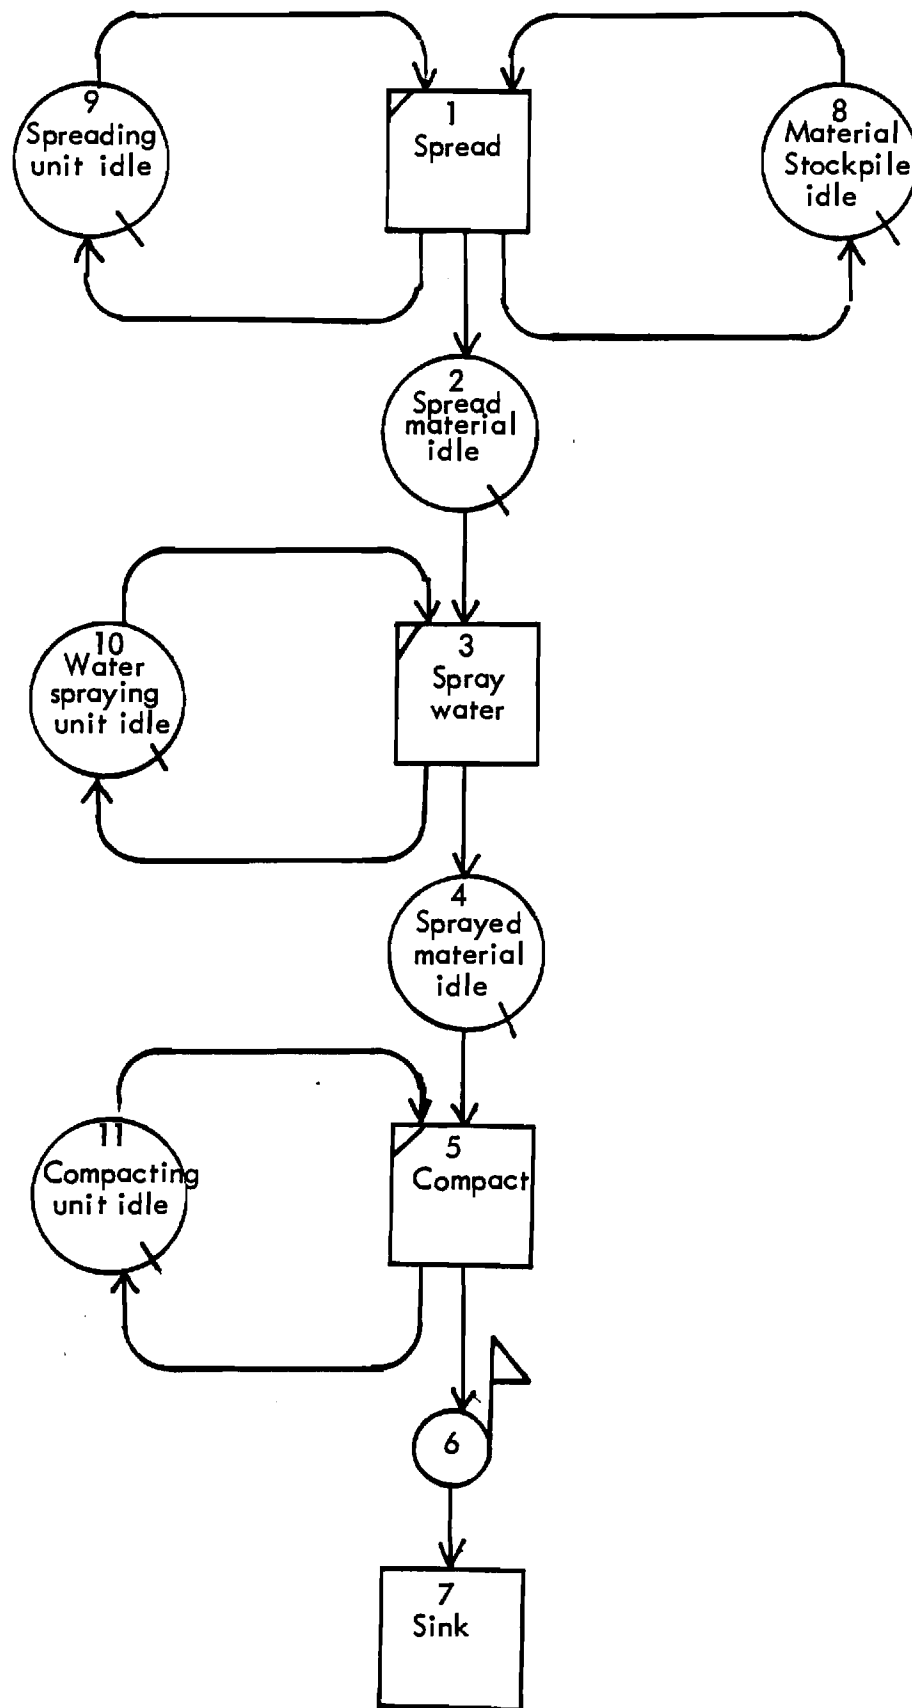 9
Spreading
unit idle
1
Spread
8
Material
Stockpile
idle
2
Spread
material
idle
10
Water
spraying
unit idle
3
Spray
water
4
Sprayed
material
idle
11
Compacting
unit idle
5
Compact
6
7
Sink